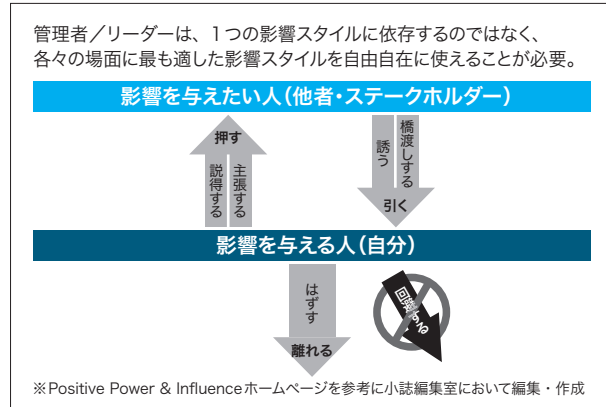 管理者／リーダーは、1つの影響スタイルに依存するのではなく、
各々の場面に最も適した影響スタイルを自由自在に使えることが必要。
影響を与えたい人（他者・ステークホルダー）
押す
説得する
主張する
橋渡しする
誘う
引く
影響を与える人（自分）
はずす
離れる
回避する
※Positive Power & Influenceホームページを参考に小誌編集室において編集・作成